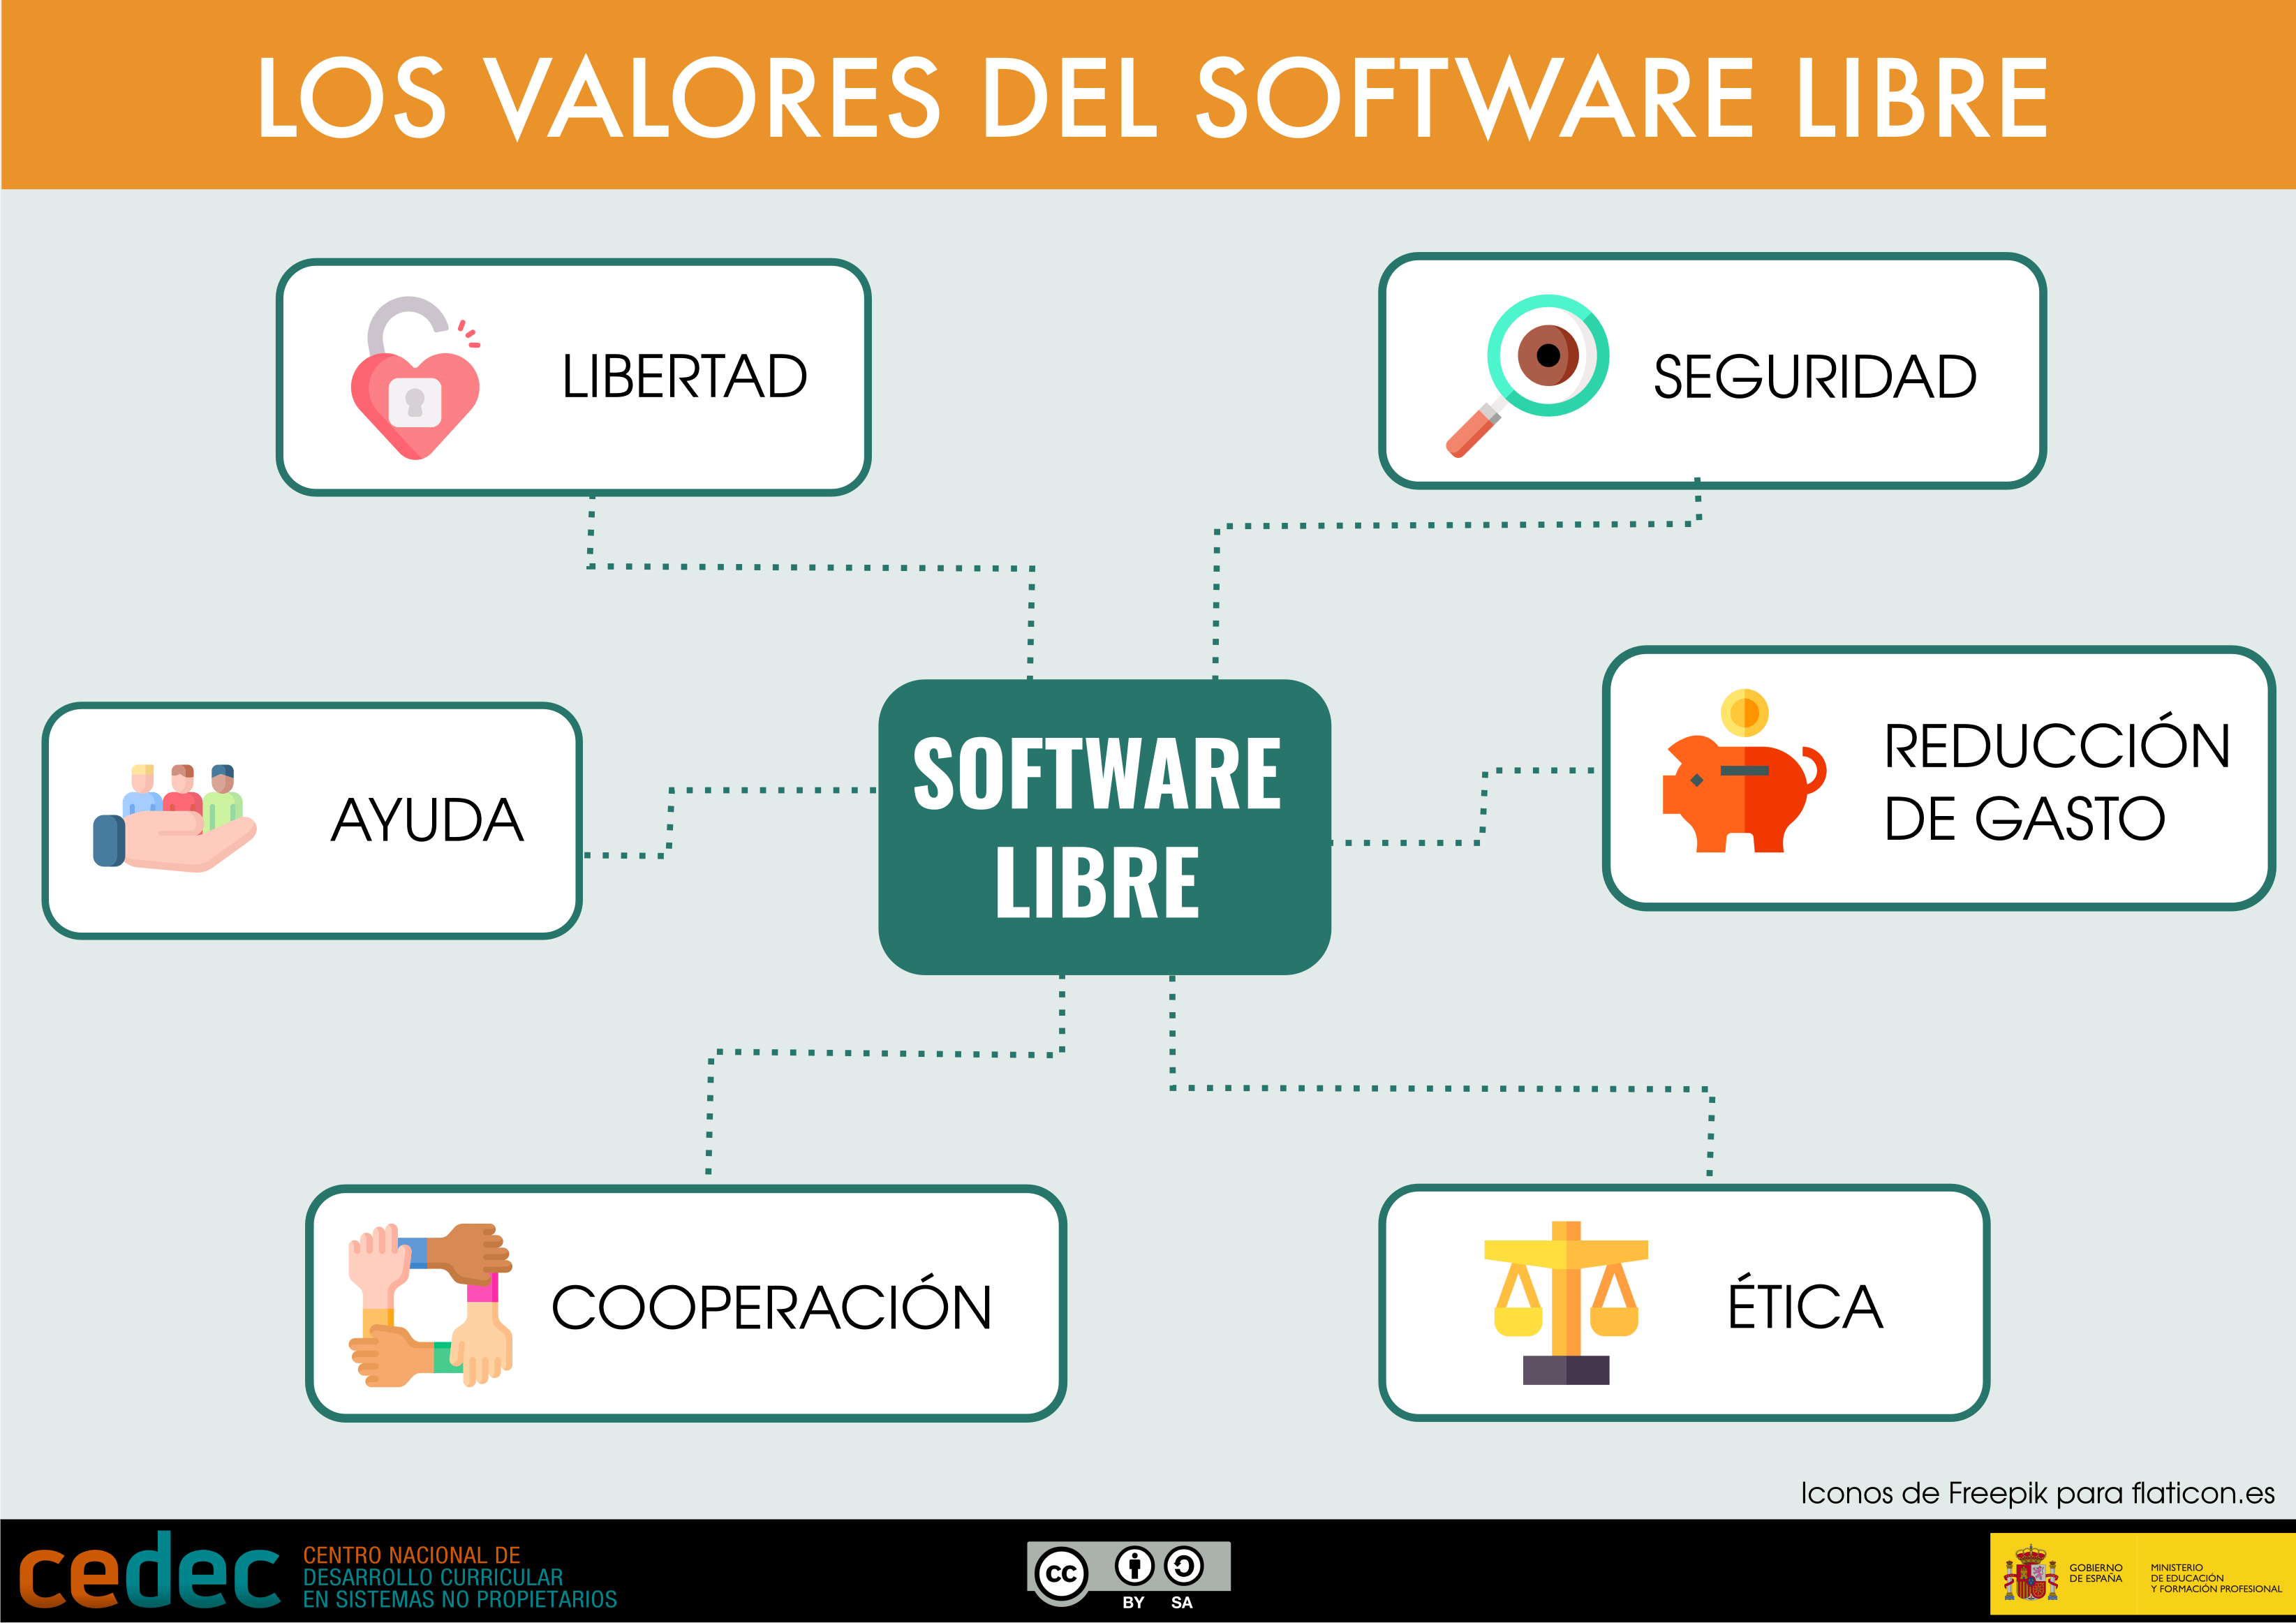 LOS VALORES DEL SOFTWARE LIBRE
LIBERTAD
SEGURIDAD
AYUDA
SOFTWARE
LIBRE
REDUCCIÓN
DE GASTO
COOPERACIÓN
ÉTICA
Iconos de Freepik para flaticon.es
cedec
CENTRO NACIONAL DE
DESARROLLO CURRICULAR
EN SISTEMAS NO PROPIETARIOS
cc
BY SA
GOBIERNO
DE ESPAÑA
MINISTERIO
DE EDUCACIÓN
Y FORMACIÓN PROFESIONAL